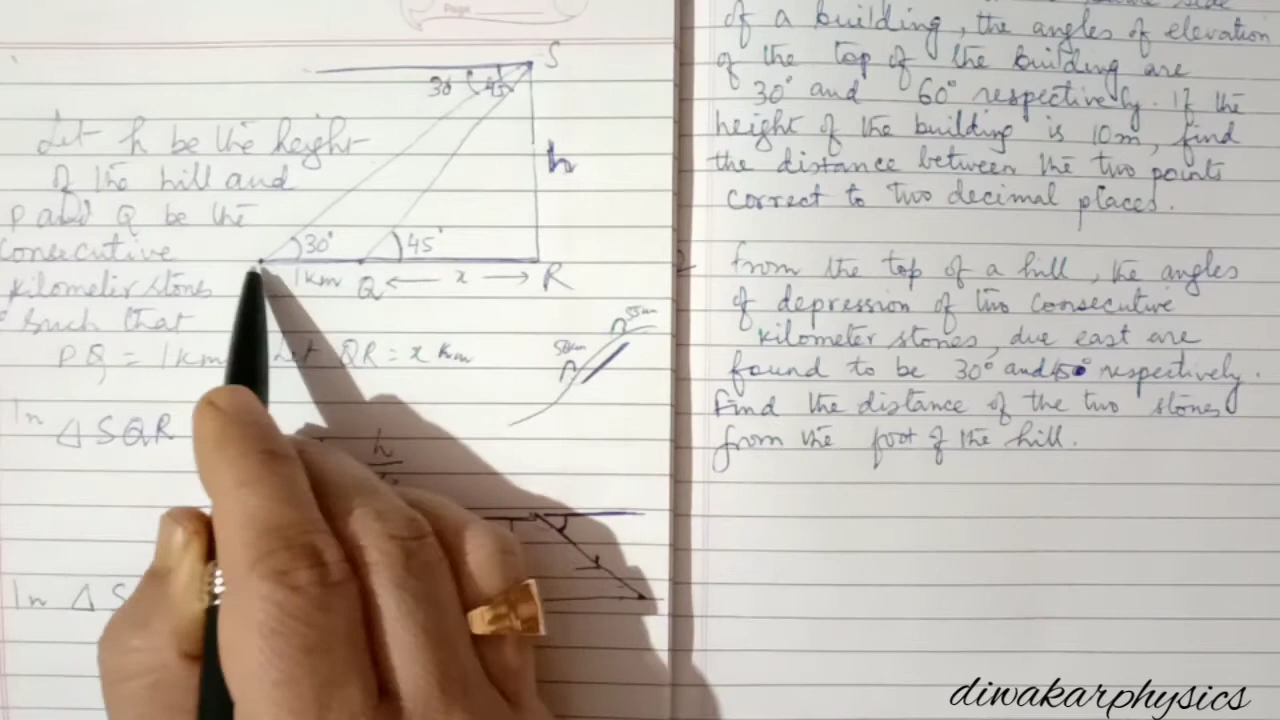 Page
S
30° 45°
Let h be the height
of the hill and
h
P and Q be the
Consecutive
30° 45°
kilometer stones
1km Q ← x → R
such that
PQ = 1km Let QR = x km
55km
50km
In
△ SQR
h
In △ S
of a building, the angles of elevation
of the top of the building are
30° and 60° respectively. If the
height of the building is 10m, find
the distance between the two points
correct to two decimal places.
from the top of a hill, the angles
of depression of two consecutive
kilometer stones, due east are
found to be 30° and 45° respectively.
Find the distance of the two stones
from the foot of the hill.
diwakarphysics